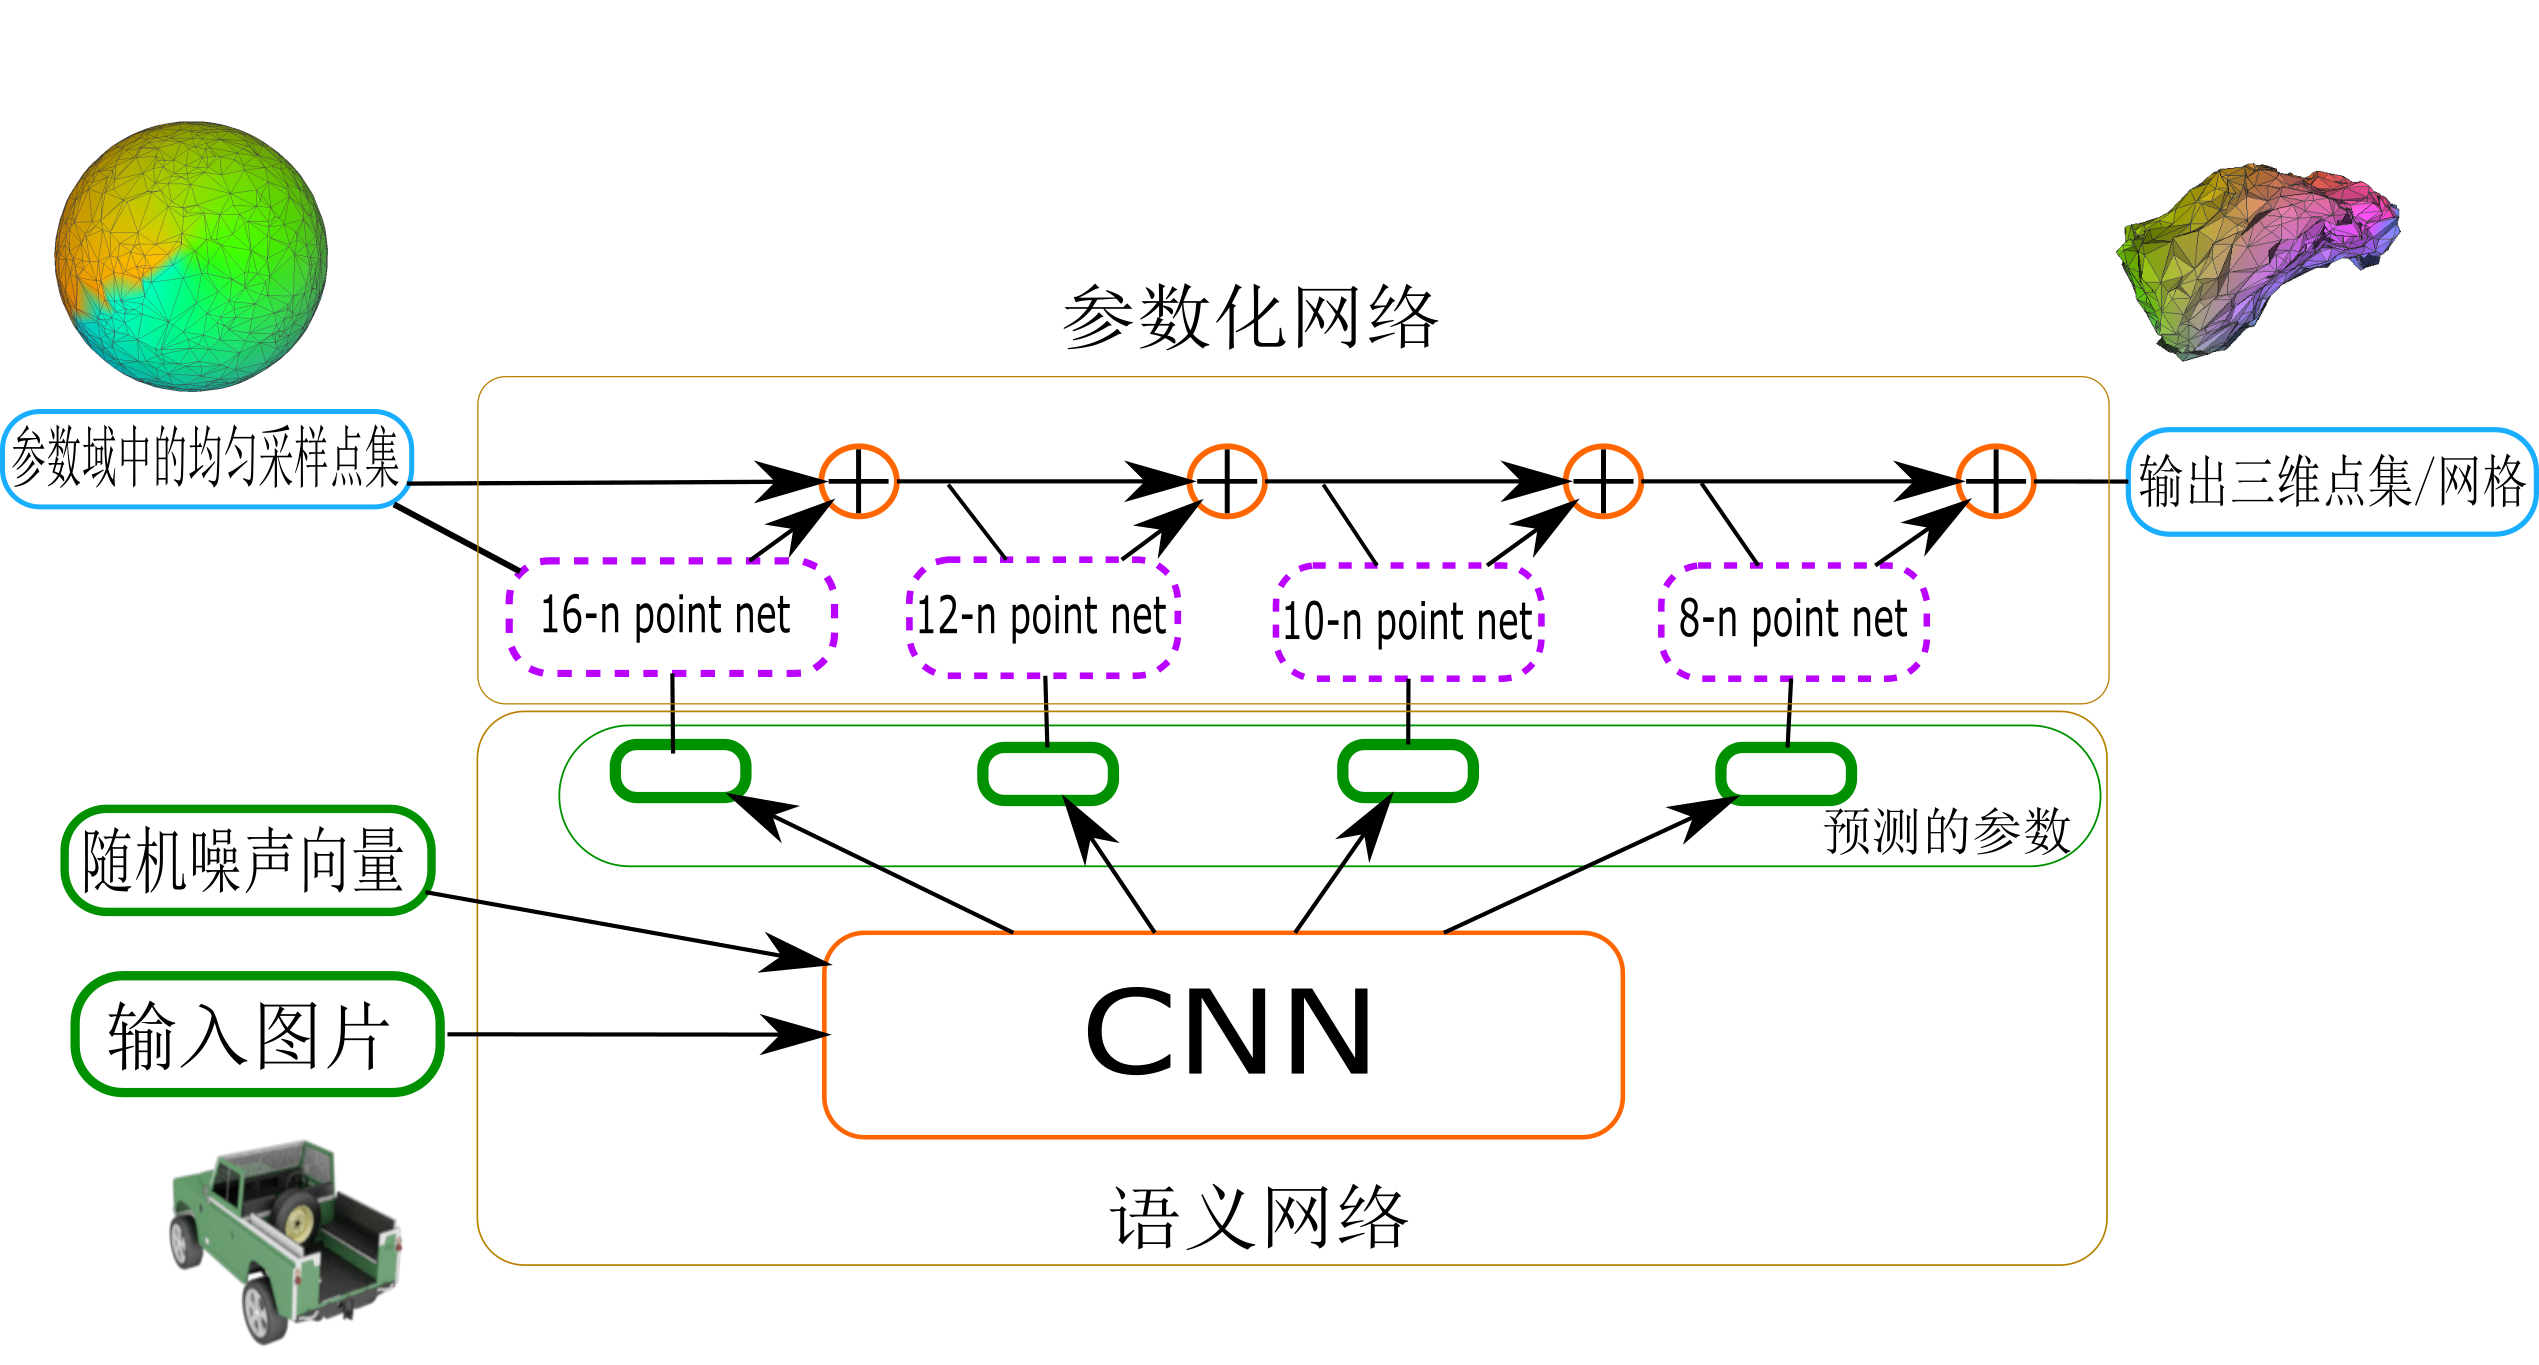 参数化网络
参数域中的均匀采样点集
输出三维点集/网格
16-n point net
12-n point net
10-n point net
8-n point net
预测的参数
随机噪声向量
输入图片
CNN
语义网络